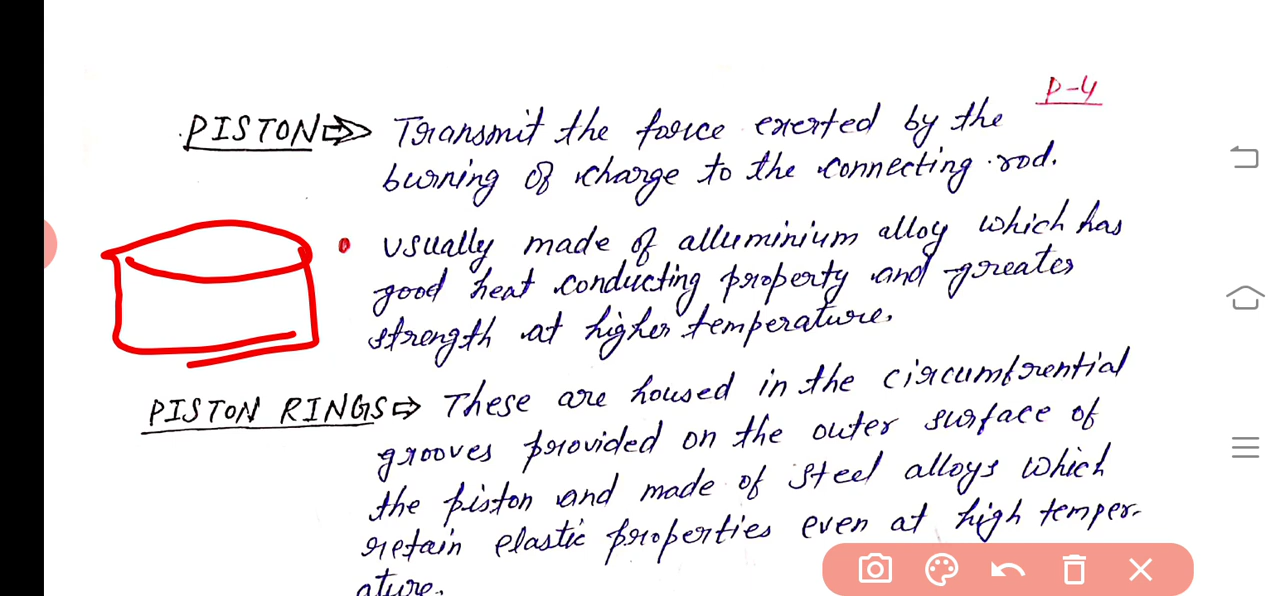 P-4
PISTON ⇒ Transmit the force exerted by the
burning of charge to the connecting rod.
• Usually made of alluminium alloy which has
good heat conducting property and greater
strength at higher temperature.
PISTON RINGS ⇒ These are housed in the circumfrential
grooves provided on the outer surface of
the piston and made of steel alloys which
retain elastic properties even at high temper-
ature.